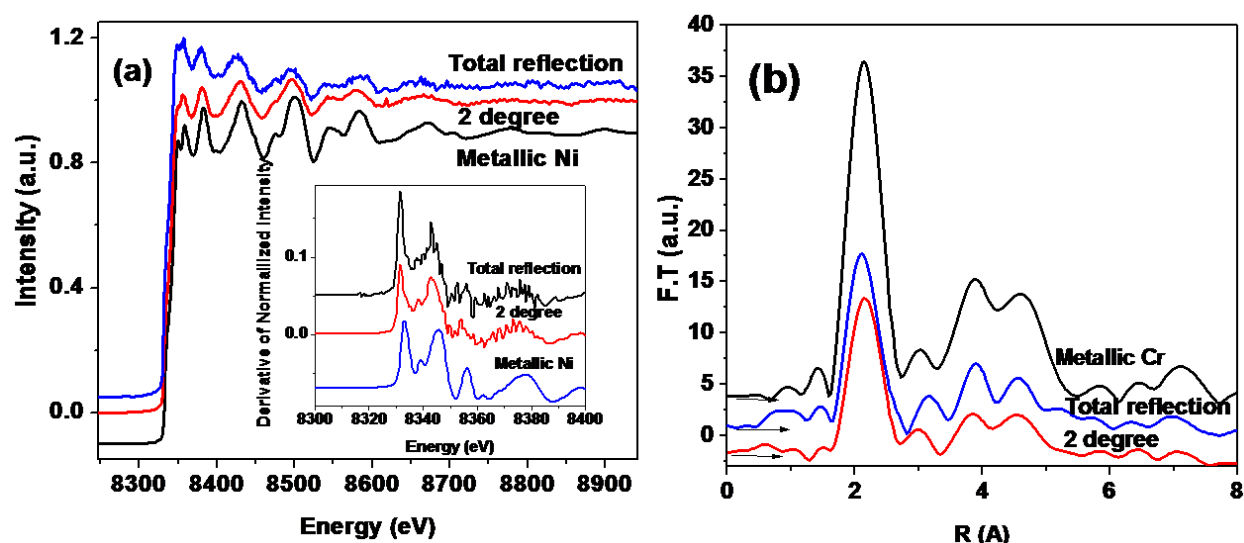 (a)
Intensity (a.u.)
1.2
0.8
0.4
0.0
Total reflection
2 degree
Metallic Ni
Derivative of Normailized Intensity
0.1
0.0
Total reflection
2 degree
Metallic Ni
8300 8320 8340 8360 8380 8400
Energy (eV)
8300 8400 8500 8600 8700 8800 8900
Energy (eV)
(b)
F.T (a.u.)
40
35
30
25
20
15
10
5
0
Metallic Cr
Total reflection
2 degree
0 2 4 6 8
R (A)